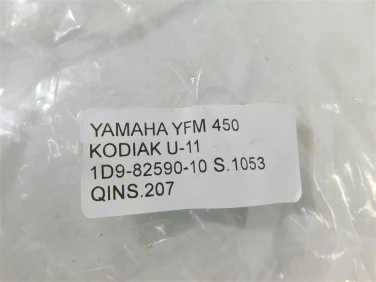 YAMAHA YFM 450
KODIAK U-11
1D9-82590-10 S.1053
QINS.207